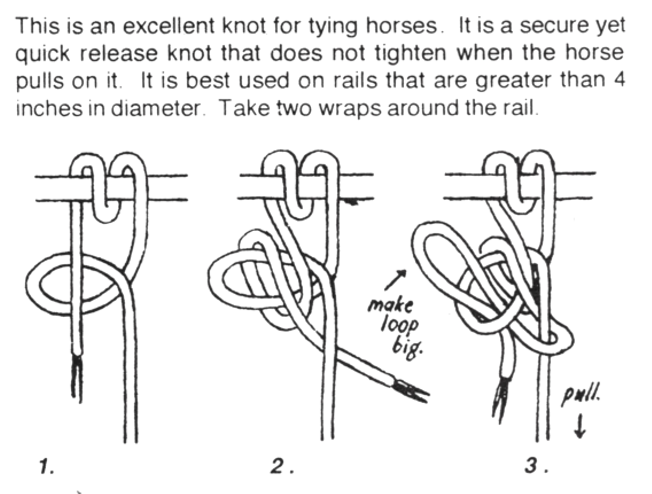 This is an excellent knot for tying horses. It is a secure yet
quick release knot that does not tighten when the horse
pulls on it. It is best used on rails that are greater than 4
inches in diameter. Take two wraps around the rail.
make
loop
big.
pull.
1.
2.
3.